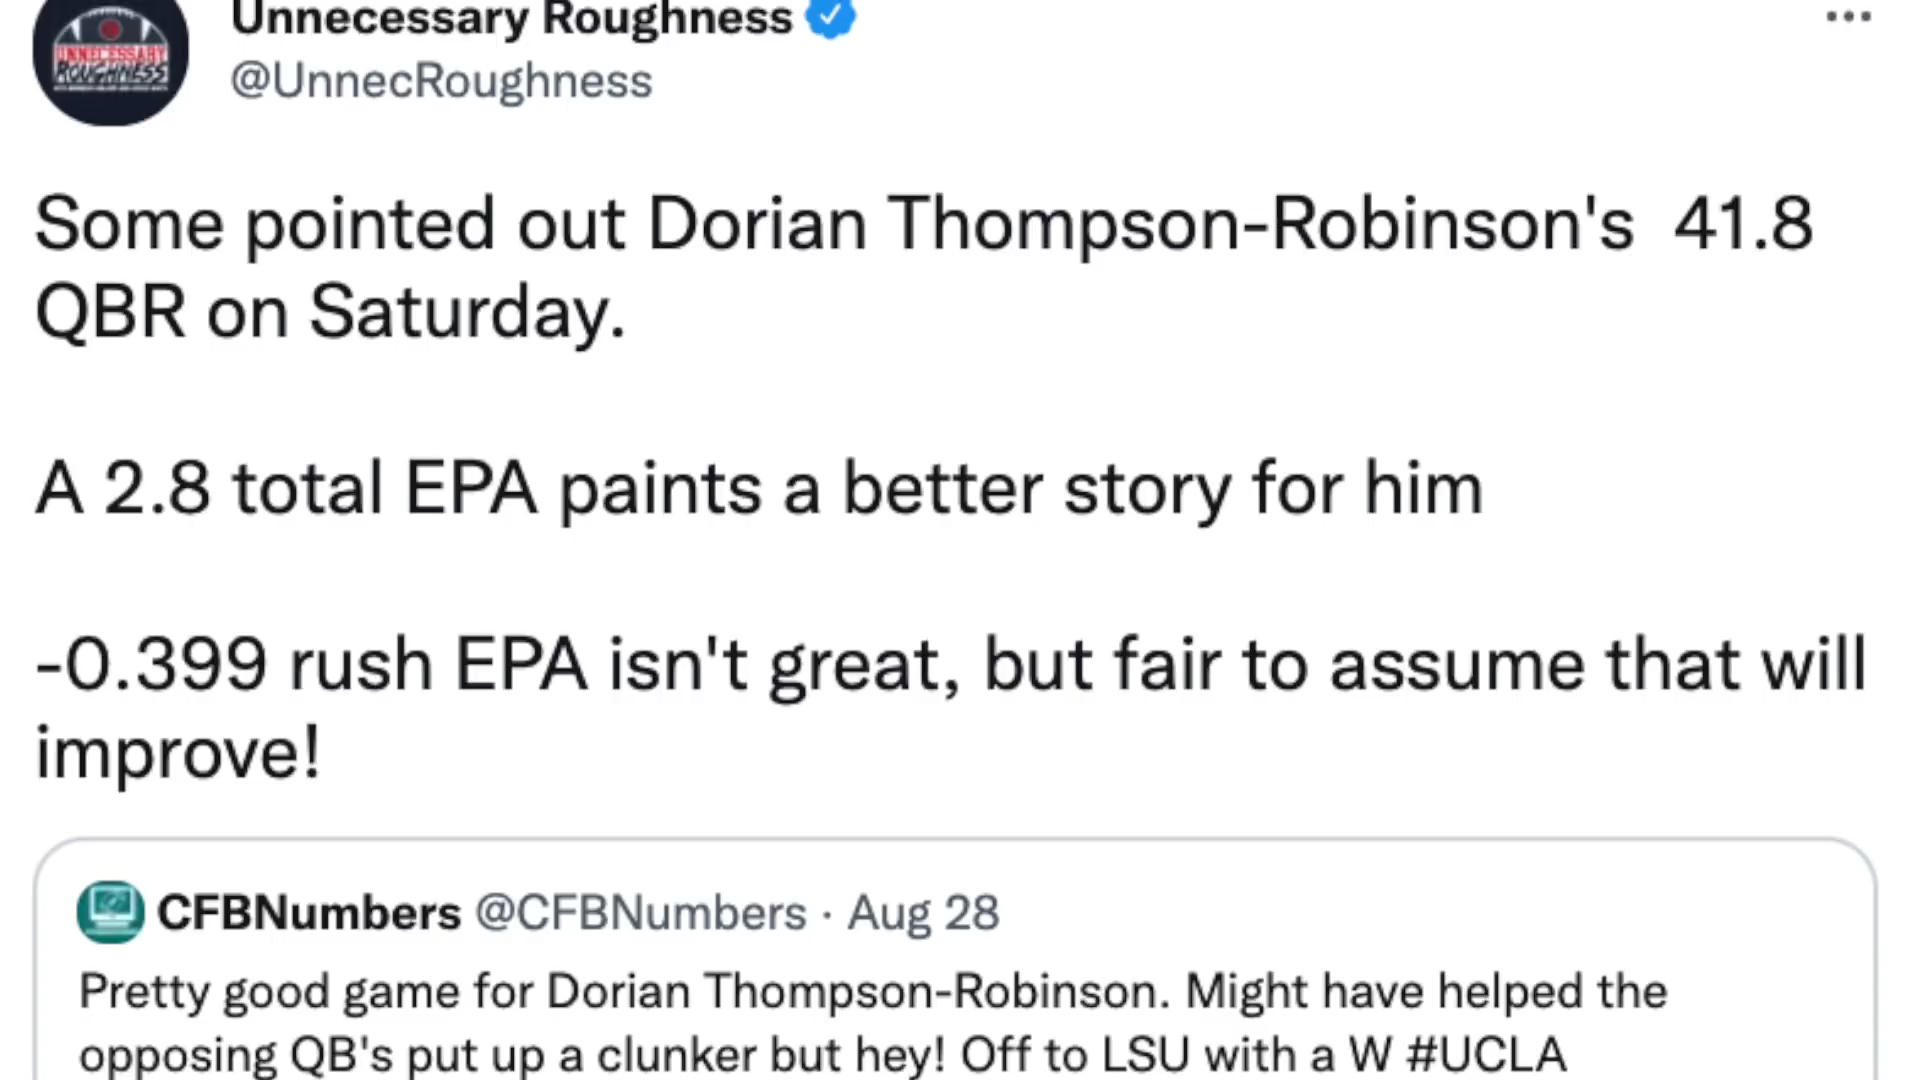 Unnecessary Roughness
@UnnecRoughness
UNNECESSARY
ROUGHNESS
Some pointed out Dorian Thompson-Robinson's  41.8
QBR on Saturday.
A 2.8 total EPA paints a better story for him
-0.399 rush EPA isn't great, but fair to assume that will
improve!
CFBNumbers @CFBNumbers · Aug 28
Pretty good game for Dorian Thompson-Robinson. Might have helped the
opposing QB's put up a clunker but hey! Off to LSU with a W #UCLA